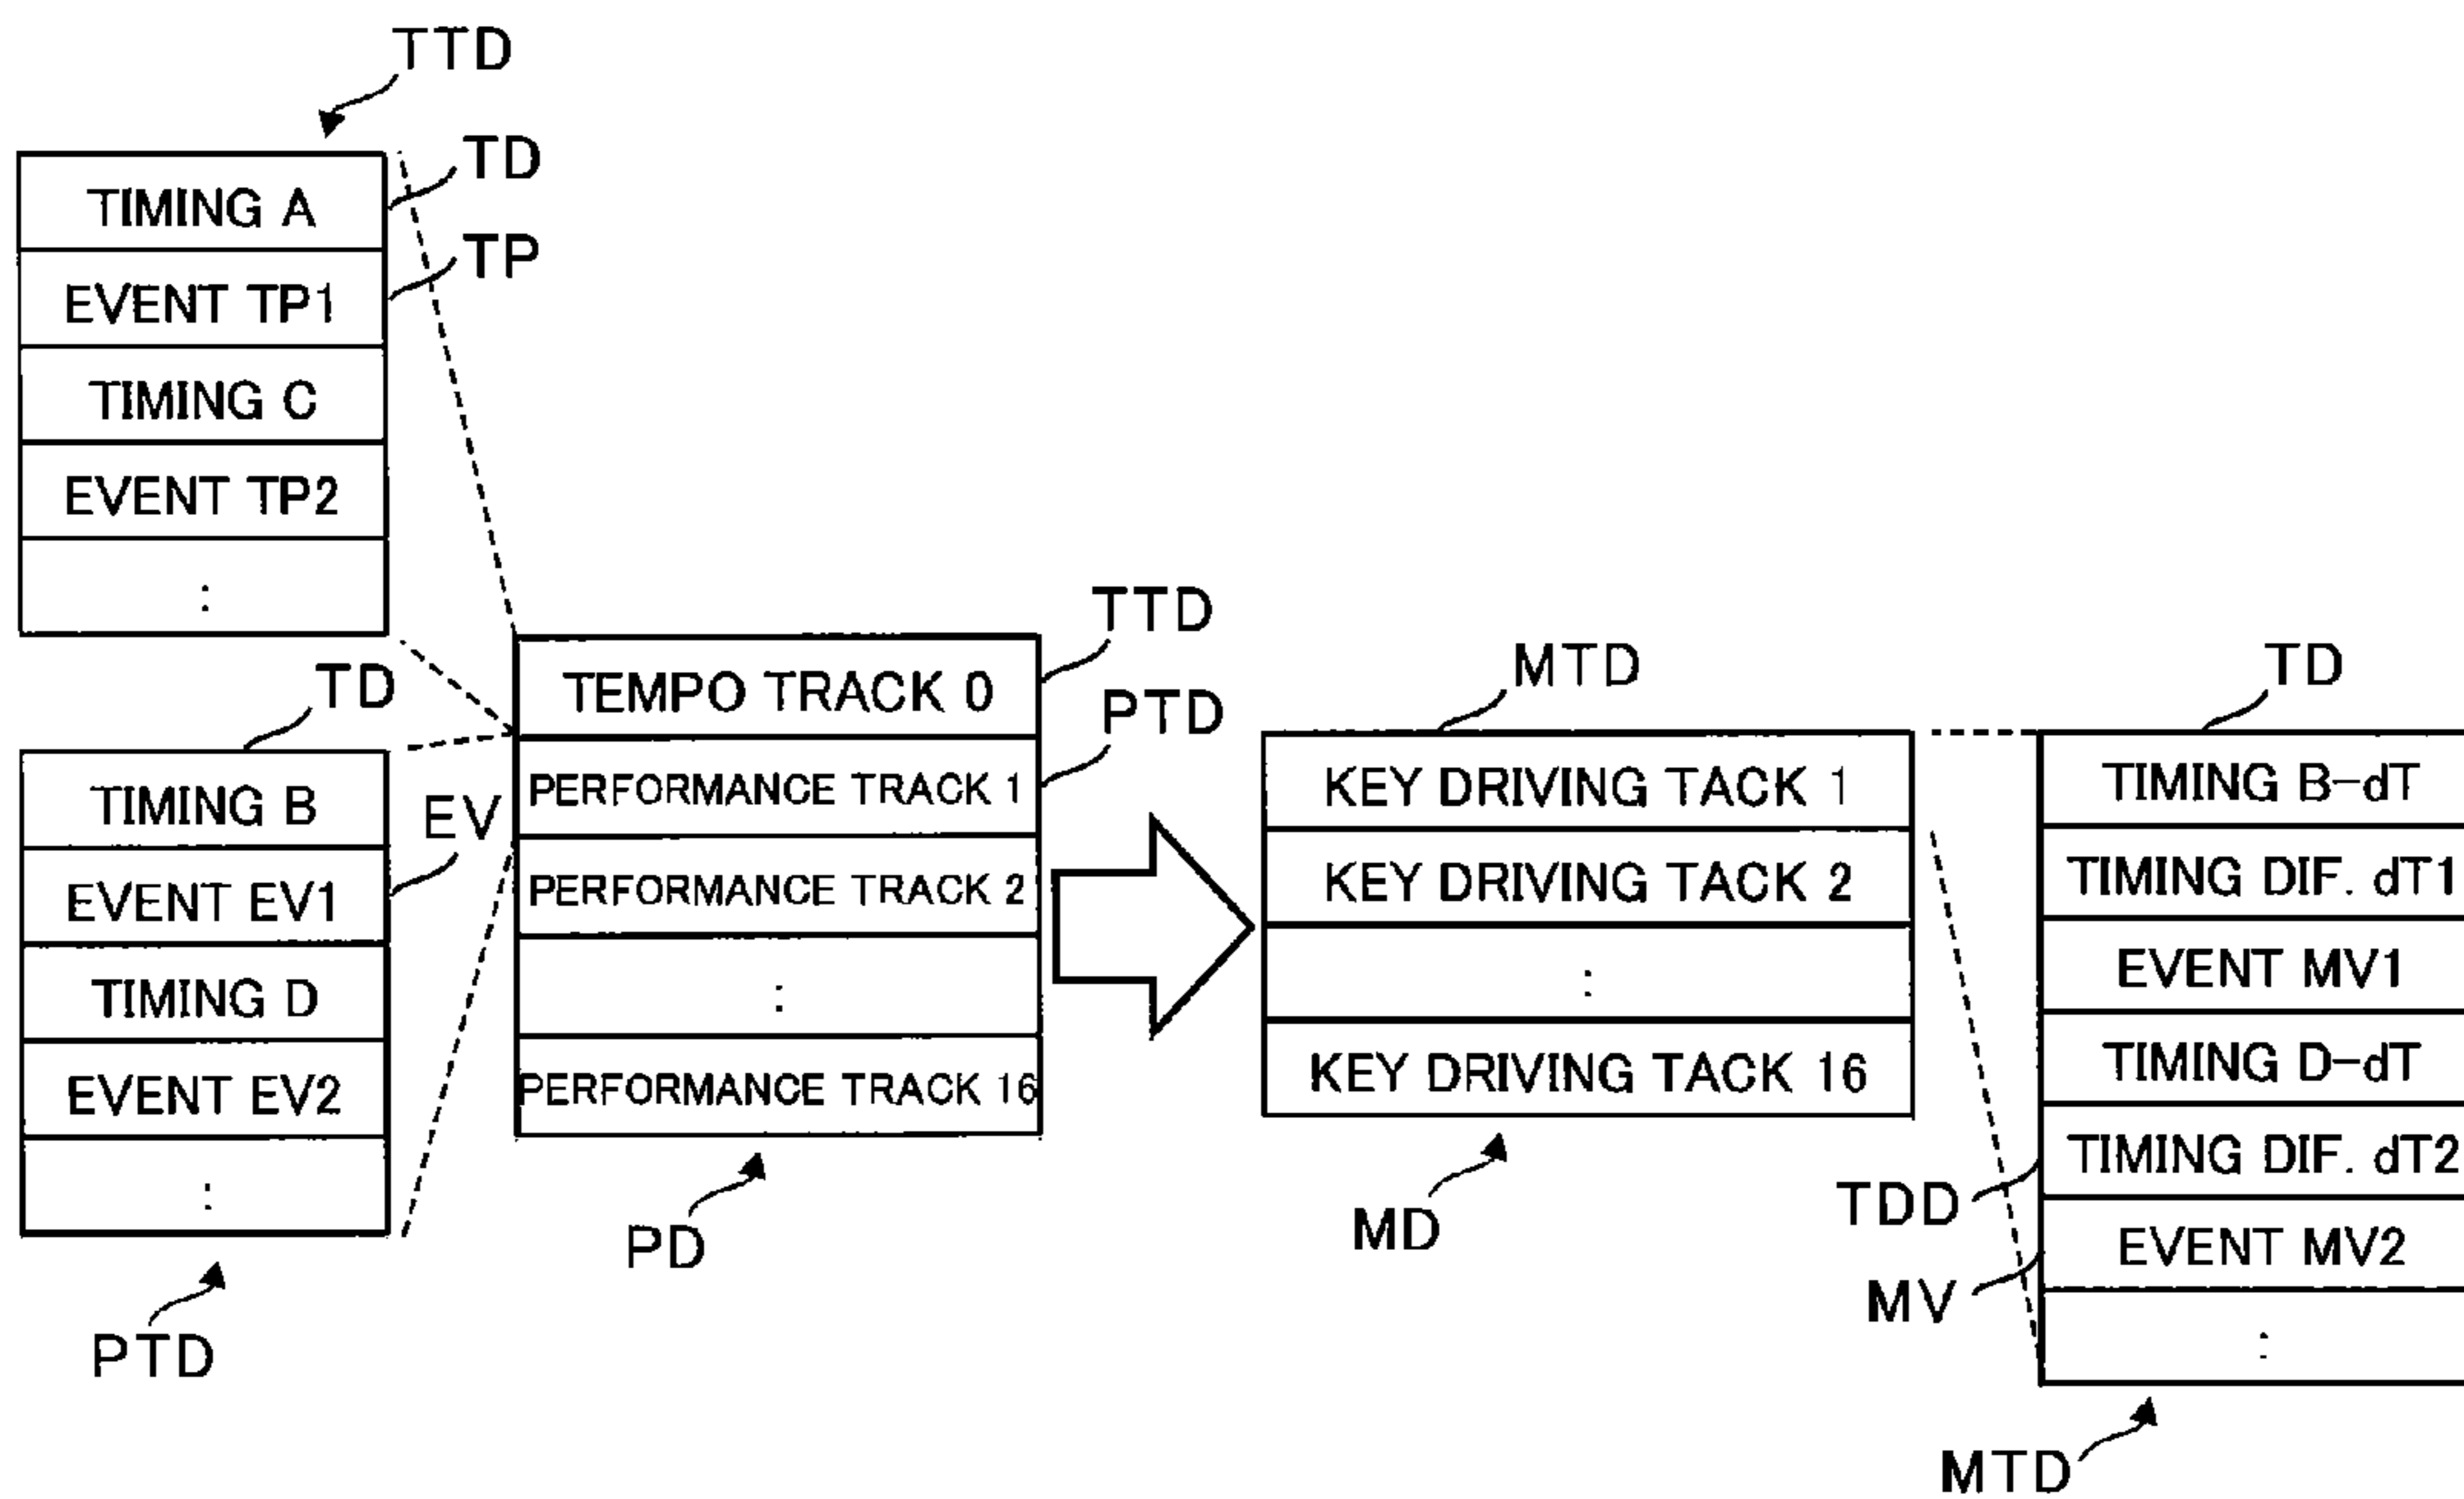 TTD
TIMING A
TD
EVENT TP1
TP
TIMING C
EVENT TP2
:
TD
TIMING B
EVENT EV1
EV
TIMING D
EVENT EV2
:
PTD
TEMPO TRACK 0
TTD
PERFORMANCE TRACK 1
PTD
PERFORMANCE TRACK 2
:
PERFORMANCE TRACK 16
PD
MTD
KEY DRIVING TACK 1
KEY DRIVING TACK 2
:
KEY DRIVING TACK 16
MD
TD
TIMING B-dT
TIMING DIF. dT1
EVENT MV1
TIMING D-dT
TIMING DIF. dT2
TDD
EVENT MV2
MV
:
MTD